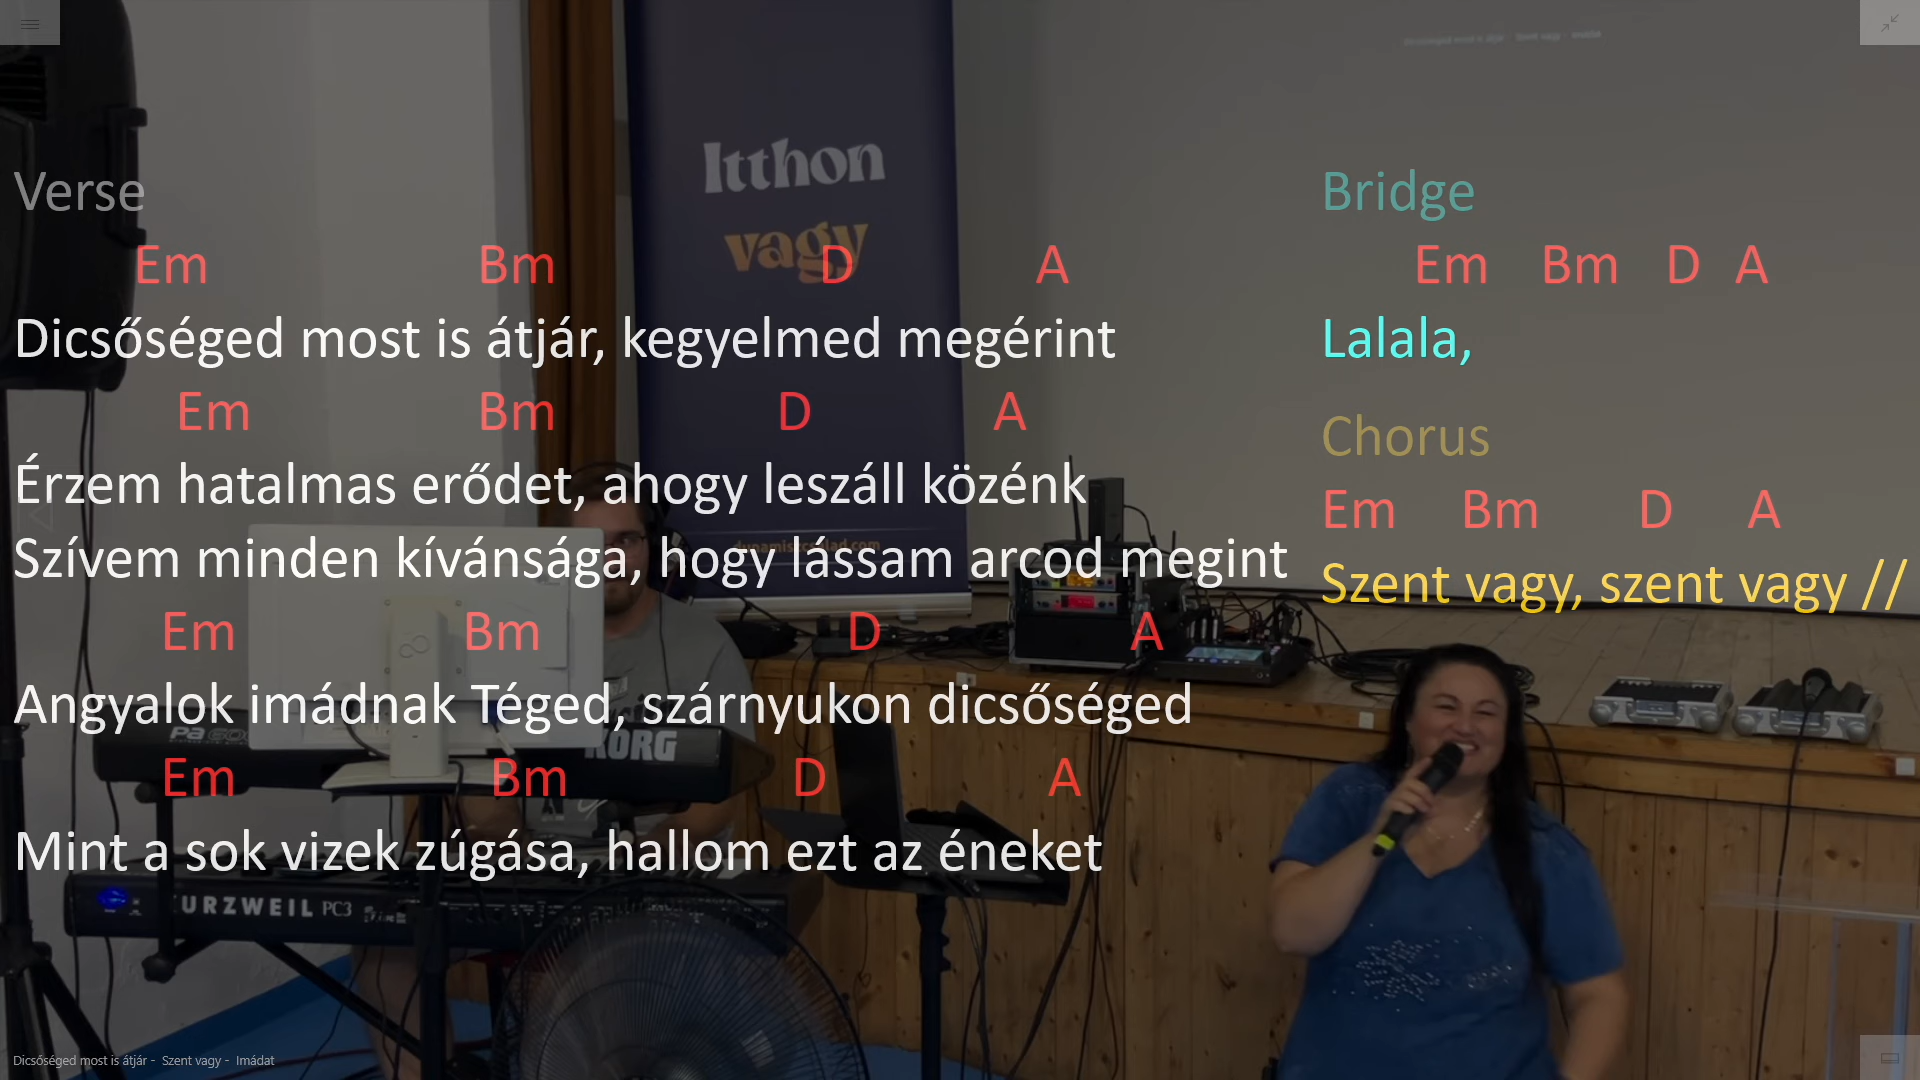 Itthon
vagy
Verse
Em Bm D A
Dicsőséged most is átjár, kegyelmed megérint
Em Bm D A
Érzem hatalmas erődet, ahogy leszáll közénk
Szívem minden kívánsága, hogy lássam arcod megint
Em Bm D A
Angyalok imádnak Téged, szárnyukon dicsőséged
Em Bm D A
Mint a sok vizek zúgása, hallom ezt az éneket
Bridge
Em Bm D A
Lalala,
Chorus
Em Bm D A
Szent vagy, szent vagy //
KORG
KURZWEIL PC3
Dicsőséged most is átjár - Szent vagy - Imádat